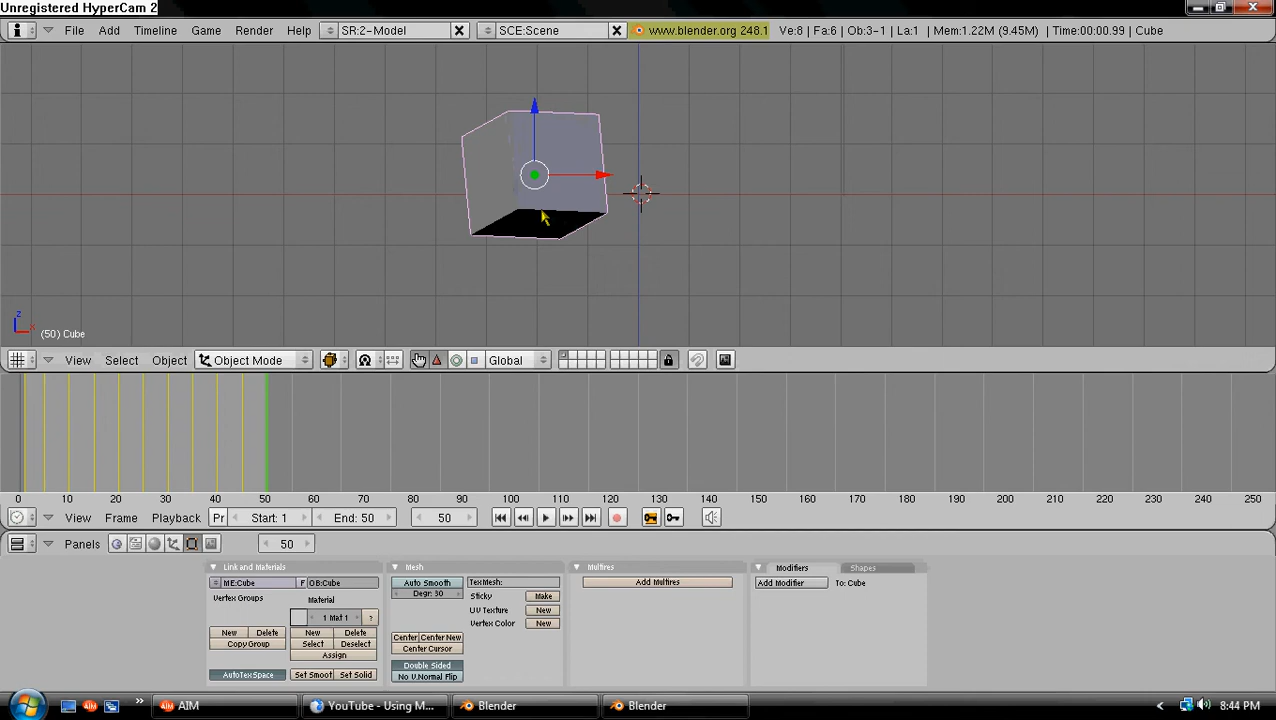 Unregistered HyperCam 2
File Add Timeline Game Render Help SR:2-Model SCE:Scene www.blender.org 248.1 Ve:8 | Fa:6 | Ob:3-1 | La:1 | Mem:1.22M (9.45M) | Time:00:00.99 | Cube
z
x
(50) Cube
View Select Object Object Mode Global
0 10 20 30 40 50 60 70 80 90 100 110 120 130 140 150 160 170 180 190 200 210 220 230 240 250
View Frame Playback Pr Start: 1 End: 50 50
Panels 50
Link and Materials Mesh Multires Modifiers Shapes
ME:Cube F OB:Cube Auto Smooth TexMesh: Add Multires Add Modifier To: Cube
Degr: 30
Vertex Groups Material Sticky Make
UV Texture New
1 Mat 1 ? Vertex Color New
New Delete New Delete Center Center New
Copy Group Select Deselect Center Cursor
Assign
Double Sided
AutoTexSpace Set Smoot Set Solid No V.Normal Flip
AIM YouTube - Using M... Blender Blender 8:44 PM